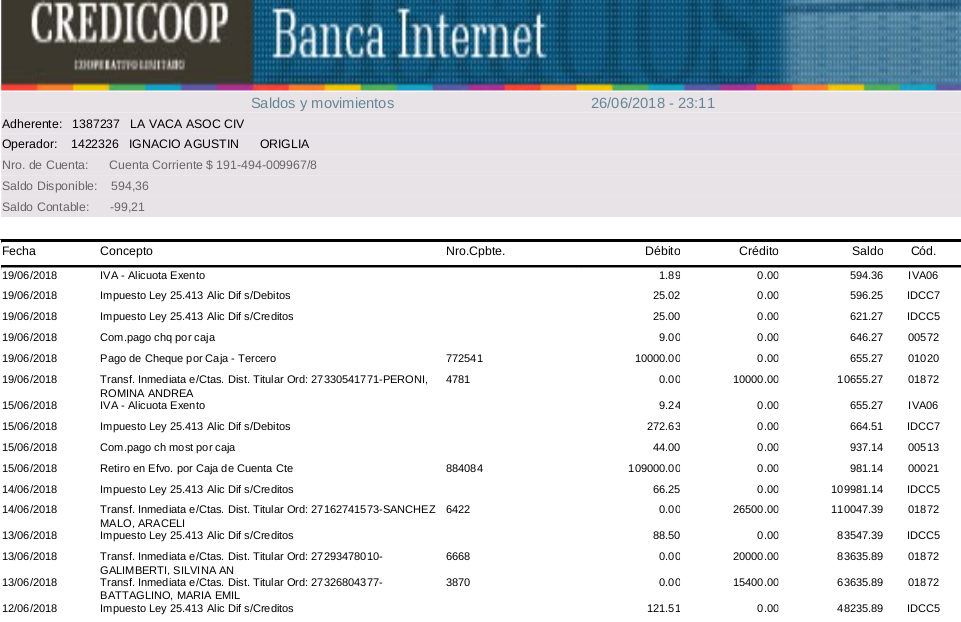 CREDICOOP Banca Internet
COOPERATIVO LIMITADO
Saldos y movimientos 26/06/2018 - 23:11
Adherente: 1387237 LA VACA ASOC CIV
Operador: 1422326 IGNACIO AGUSTIN ORIGLIA
Nro. de Cuenta: Cuenta Corriente $ 191-494-009967/8
Saldo Disponible: 594,36
Saldo Contable: -99,21
Fecha Concepto Nro.Cpbte. Débito Crédito Saldo Cód.
19/06/2018 IVA - Alicuota Exento 1.89 0.00 594.36 IVA06
19/06/2018 Impuesto Ley 25.413 Alic Dif s/Debitos 25.02 0.00 596.25 IDCC7
19/06/2018 Impuesto Ley 25.413 Alic Dif s/Creditos 25.00 0.00 621.27 IDCC5
19/06/2018 Com.pago chq por caja 9.00 0.00 646.27 00572
19/06/2018 Pago de Cheque por Caja - Tercero 772541 10000.00 0.00 655.27 01020
19/06/2018 Transf. Inmediata e/Ctas. Dist. Titular Ord: 27330541771-PERONI, 4781 0.00 10000.00 10655.27 01872
ROMINA ANDREA
15/06/2018 IVA - Alicuota Exento 9.24 0.00 655.27 IVA06
15/06/2018 Impuesto Ley 25.413 Alic Dif s/Debitos 272.63 0.00 664.51 IDCC7
15/06/2018 Com.pago ch most por caja 44.00 0.00 937.14 00513
15/06/2018 Retiro en Efvo. por Caja de Cuenta Cte 884084 109000.00 0.00 981.14 00021
14/06/2018 Impuesto Ley 25.413 Alic Dif s/Creditos 66.25 0.00 109981.14 IDCC5
14/06/2018 Transf. Inmediata e/Ctas. Dist. Titular Ord: 27162741573-SANCHEZ 6422 0.00 26500.00 110047.39 01872
MALO, ARACELI
13/06/2018 Impuesto Ley 25.413 Alic Dif s/Creditos 88.50 0.00 83547.39 IDCC5
13/06/2018 Transf. Inmediata e/Ctas. Dist. Titular Ord: 27293478010- 6668 0.00 20000.00 83635.89 01872
GALIMBERTI, SILVINA AN
13/06/2018 Transf. Inmediata e/Ctas. Dist. Titular Ord: 27326804377- 3870 0.00 15400.00 63635.89 01872
BATTAGLINO, MARIA EMIL
12/06/2018 Impuesto Ley 25.413 Alic Dif s/Creditos 121.51 0.00 48235.89 IDCC5